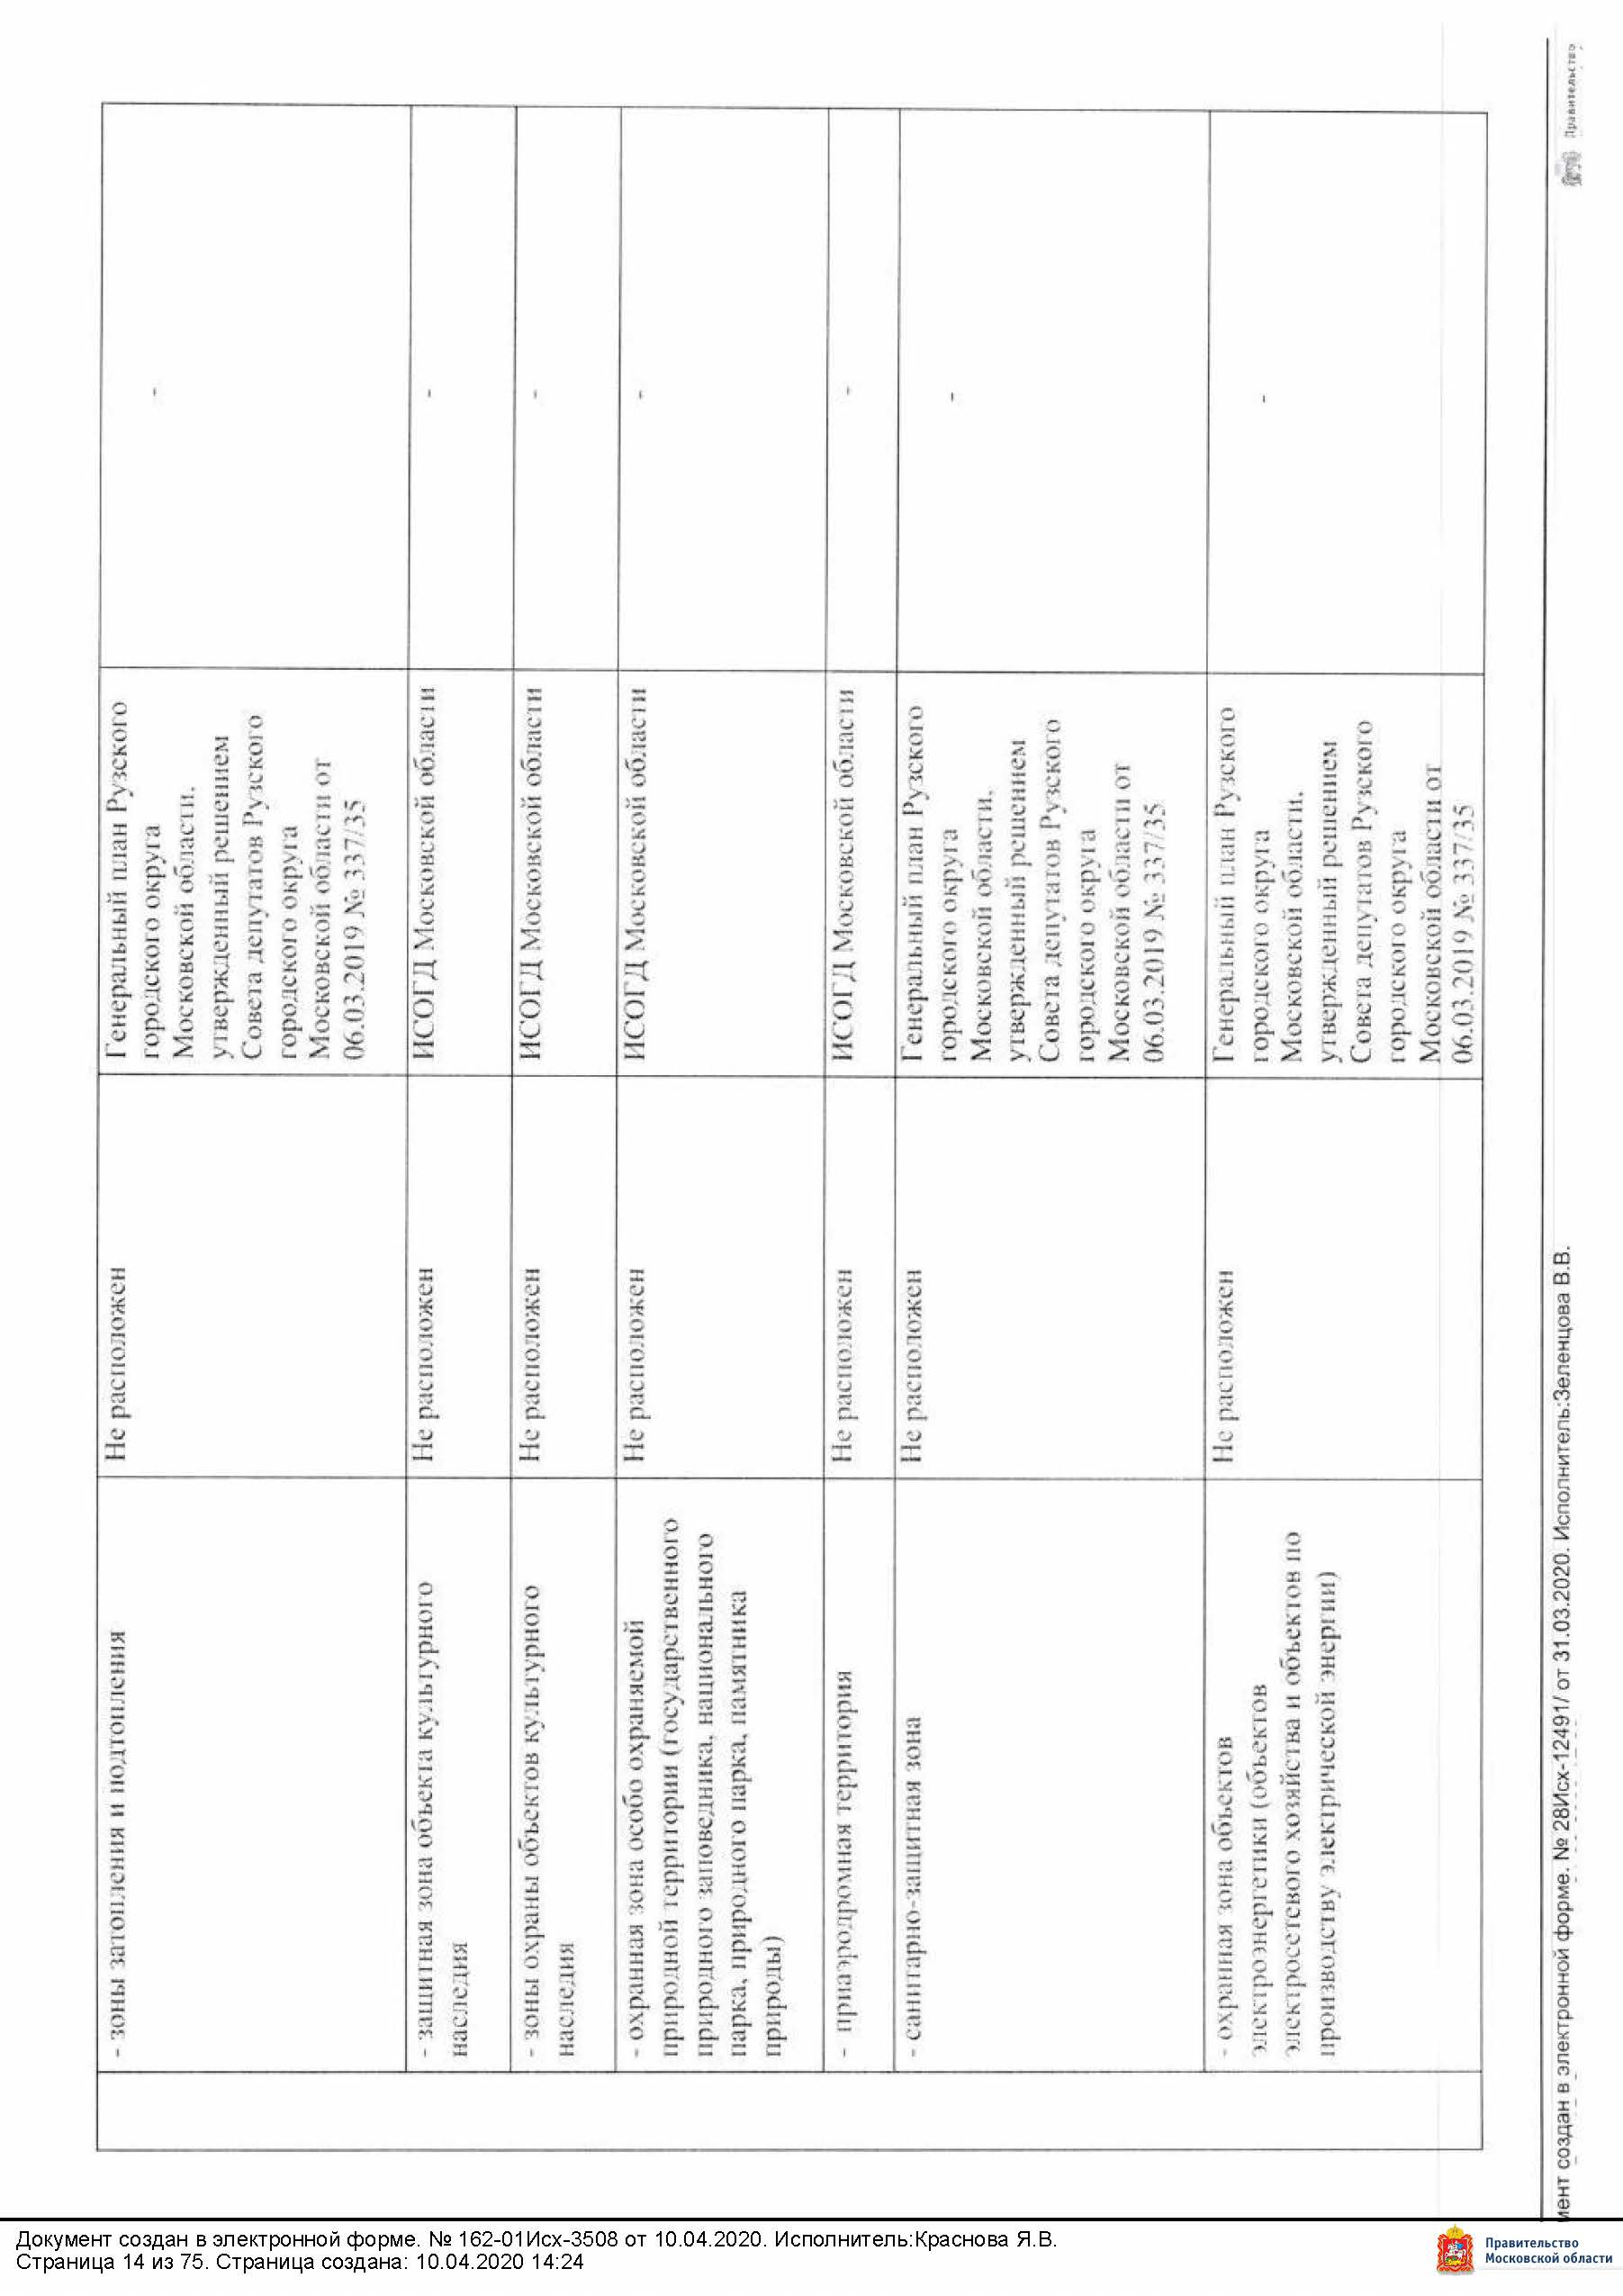 - зоны затопления и подтопления
Не расположен
Генеральный план Рузского
городского округа
Московской области,
утвержденный решением
Совета депутатов Рузского
городского округа
Московской области от
06.03.2019 № 337/35
-
- защитная зона объекта культурного
наследия
Не расположен
ИСОГД Московской области
-
- зоны охраны объектов культурного
наследия
Не расположен
ИСОГД Московской области
-
- охранная зона особо охраняемой
природной территории (государственного
природного заповедника, национального
парка, природного парка, памятника
природы)
Не расположен
ИСОГД Московской области
-
- приаэродромная территория
Не расположен
ИСОГД Московской области
-
- санитарно-защитная зона
Не расположен
Генеральный план Рузского
городского округа
Московской области,
утвержденный решением
Совета депутатов Рузского
городского округа
Московской области от
06.03.2019 № 337/35
-
- охранная зона объектов
электроэнергетики (объектов
электросетевого хозяйства и объектов по
производству электрической энергии)
Не расположен
Генеральный план Рузского
городского округа
Московской области,
утвержденный решением
Совета депутатов Рузского
городского округа
Московской области от
06.03.2019 № 337/35
-
мент создан в электронной форме. № 28Исх-12491/ от 31.03.2020. Исполнитель:Зеленцова В.В.
Правительство
Документ создан в электронной форме. № 162-01Исх-3508 от 10.04.2020. Исполнитель:Краснова Я.В.
Страница 14 из 75. Страница создана: 10.04.2020 14:24
Правительство
Московской области